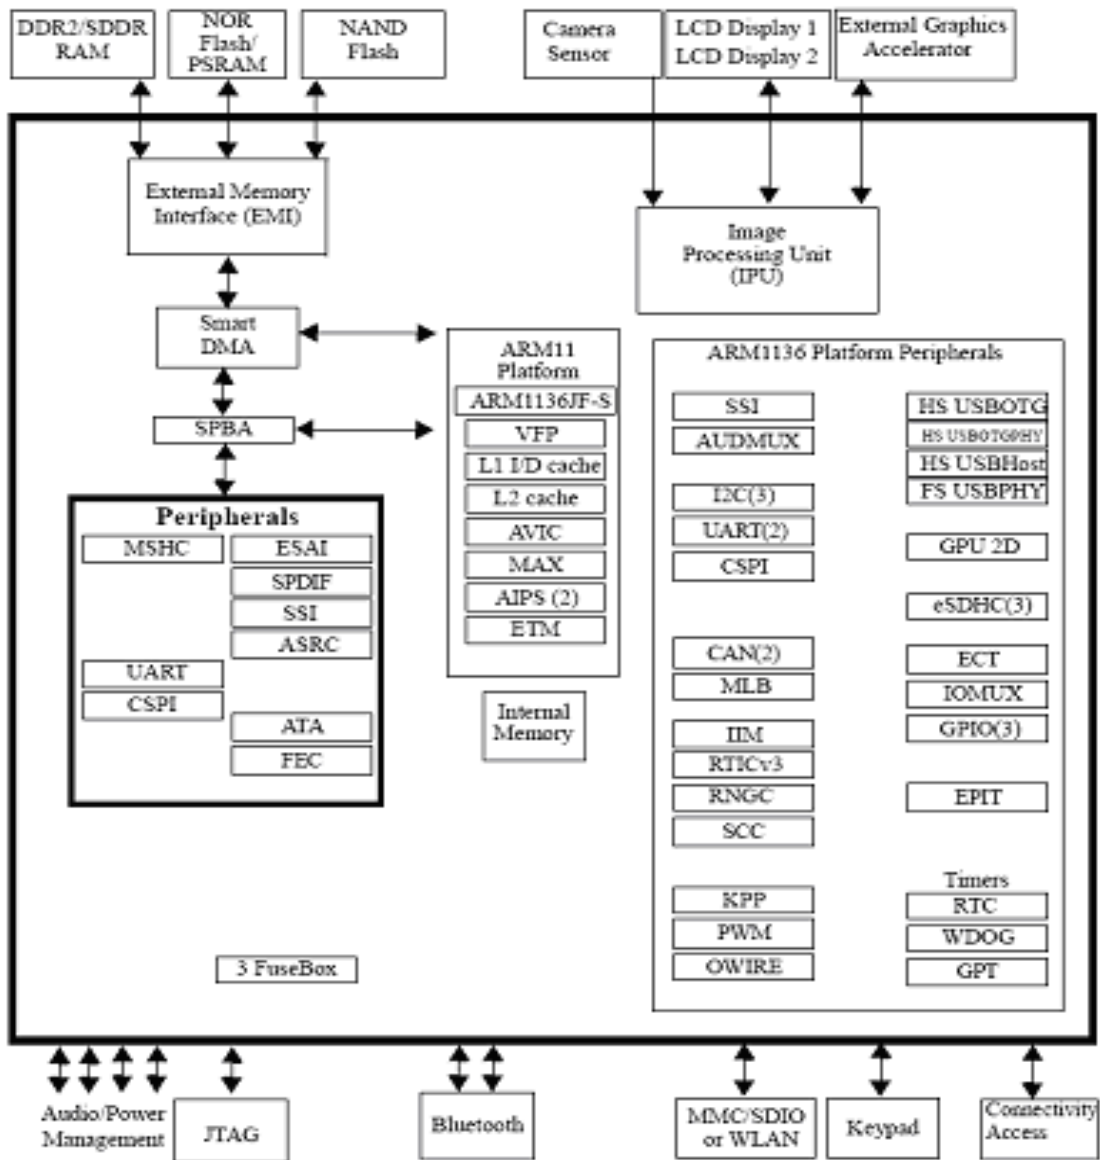 DDR2/SDDR
RAM
NOR
Flash/
PSRAM
NAND
Flash
Camera
Sensor
LCD Display 1
LCD Display 2
External Graphics
Accelerator
External Memory
Interface (EMI)
Image
Processing Unit
(IPU)
Smart
DMA
SPBA
ARM11
Platform
ARM1136JF-S
VFP
L1 I/D cache
L2 cache
AVIC
MAX
AIPS (2)
ETM
Internal
Memory
Peripherals
MSHC
UART
CSPI
ESAI
SPDIF
SSI
ASRC
ATA
FEC
3 FuseBox
ARM1136 Platform Peripherals
SSI
AUDMUX
I2C(3)
UART(2)
CSPI
CAN(2)
MLB
IIM
RTICv3
RNGC
SCC
KPP
PWM
OWIRE
HS USBOTG
HS USBOTGPHY
HS USBHost
FS USBPHY
GPU 2D
eSDHC(3)
ECT
IOMUX
GPIO(3)
EPIT
Timers
RTC
WDOG
GPT
Audio/Power
Management
JTAG
Bluetooth
MMC/SDIO
or WLAN
Keypad
Connectivity
Access